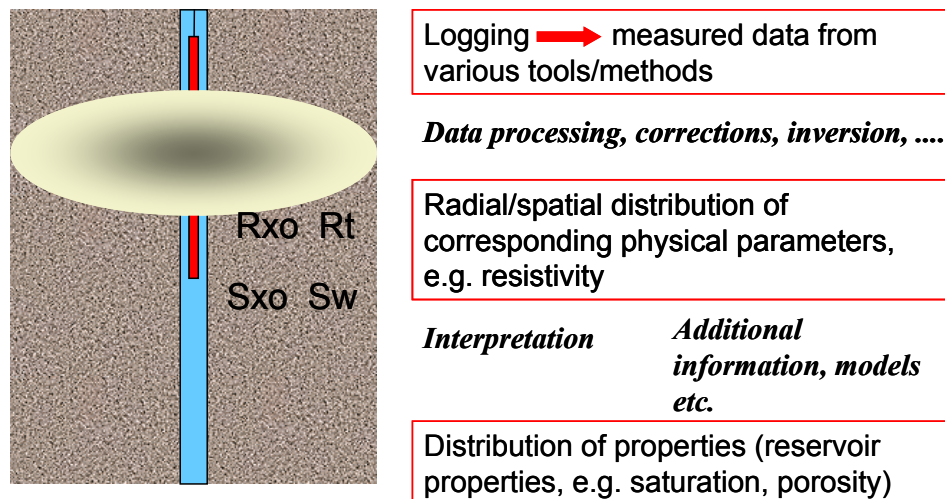 Rxo Rt
Sxo Sw
Logging measured data from
various tools/methods
Data processing, corrections, inversion, ....
Radial/spatial distribution of
corresponding physical parameters,
e.g. resistivity
Interpretation
Additional
information, models
etc.
Distribution of properties (reservoir
properties, e.g. saturation, porosity)